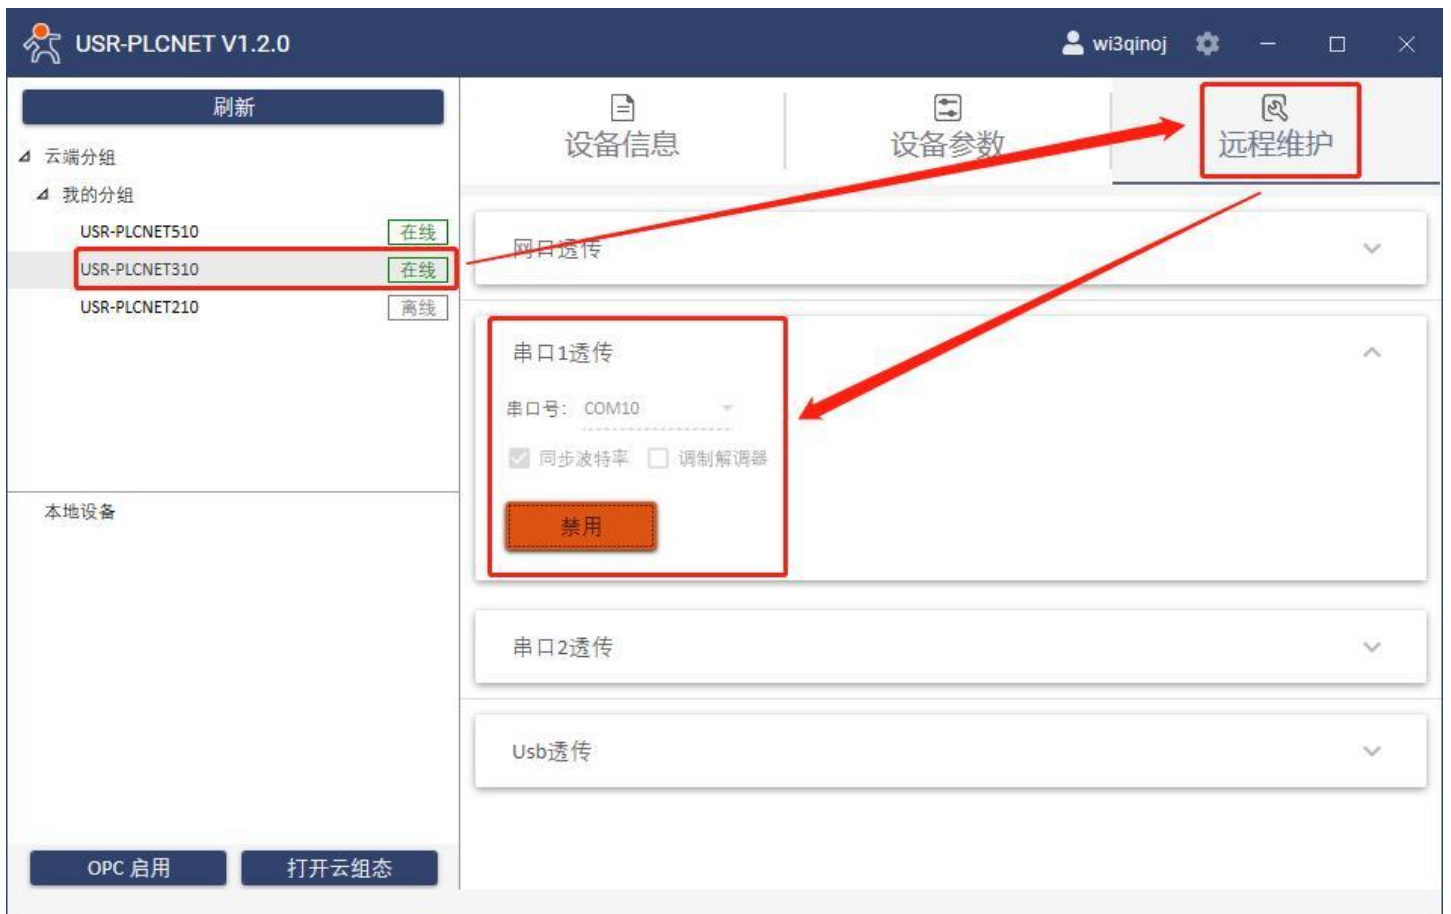 USR-PLCNET V1.2.0
wi3qinoj
刷新
云端分组
我的分组
USR-PLCNET510 在线
USR-PLCNET310 在线
USR-PLCNET210 离线
本地设备
OPC 启用 打开云组态
设备信息 设备参数 远程维护
网口透传
串口1透传
串口号: COM10
同步波特率 调制解调器
禁用
串口2透传
Usb透传